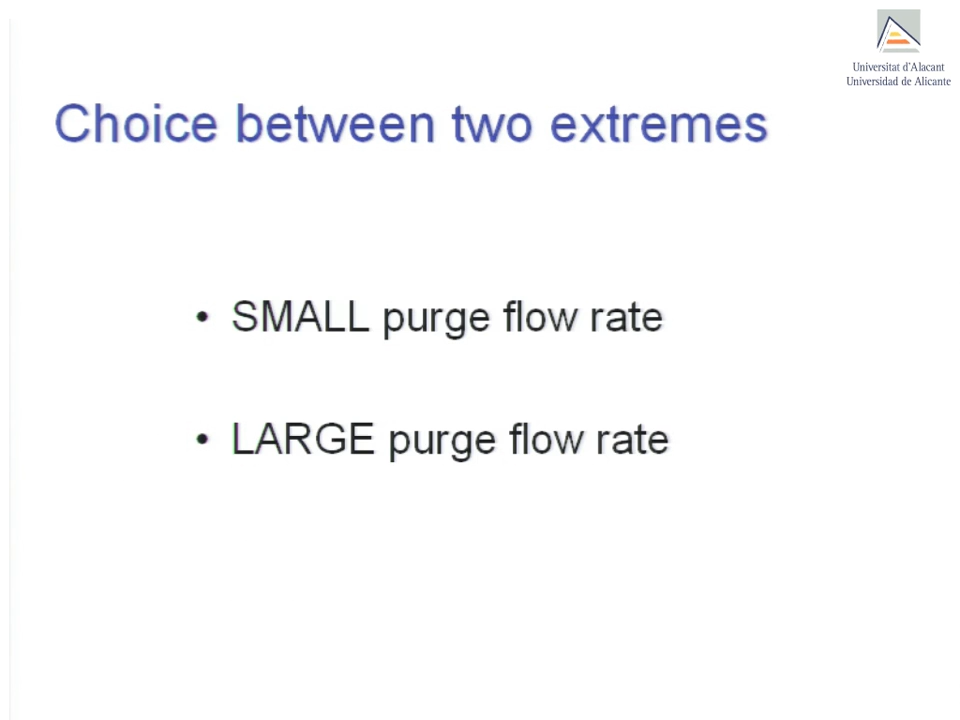 Universitat d'Alacant
Universidad de Alicante
Choice between two extremes
• SMALL purge flow rate
• LARGE purge flow rate